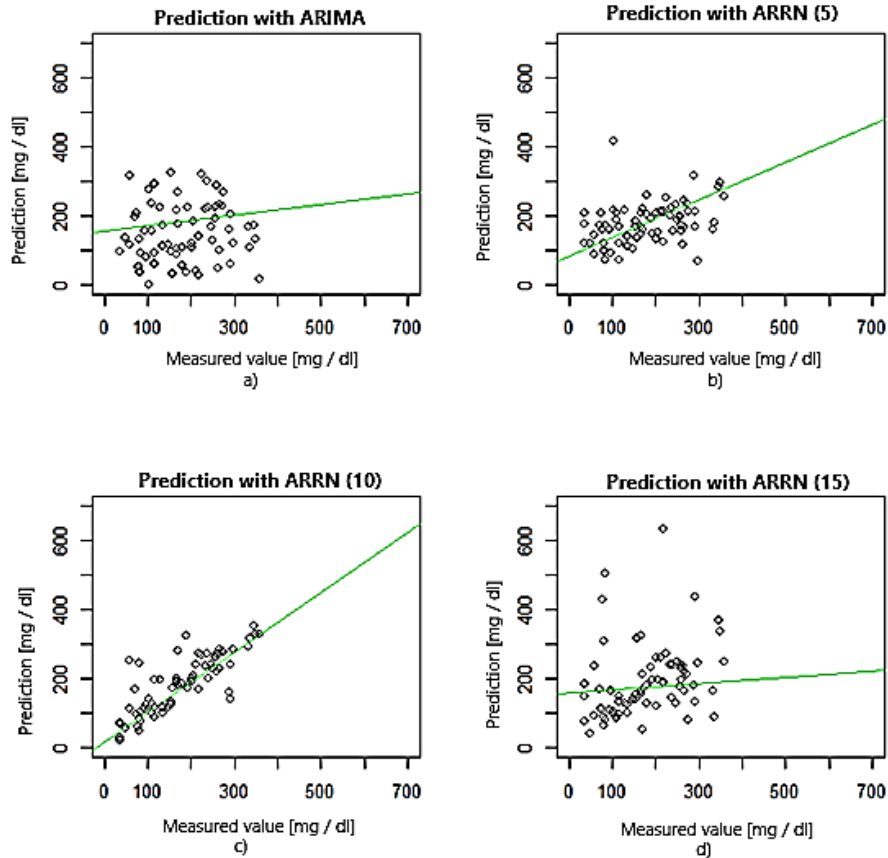 Prediction with ARIMA
Prediction [mg / dl]
600
400
200
0
0 100 300 500 700
Measured value [mg / dl]
a)
Prediction with ARRN (5)
Prediction [mg / dl]
600
400
200
0
0 100 300 500 700
Measured value [mg / dl]
b)
Prediction with ARRN (10)
Prediction [mg / dl]
600
400
200
0
0 100 300 500 700
Measured value [mg / dl]
c)
Prediction with ARRN (15)
Prediction [mg / dl]
600
400
200
0
0 100 300 500 700
Measured value [mg / dl]
d)